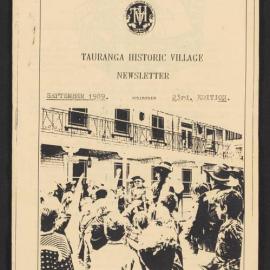 TAURANGA HISTORIC VILLAGE
NEWSLETTER
SEPTEMBER 1989.
23rd, EDITION.